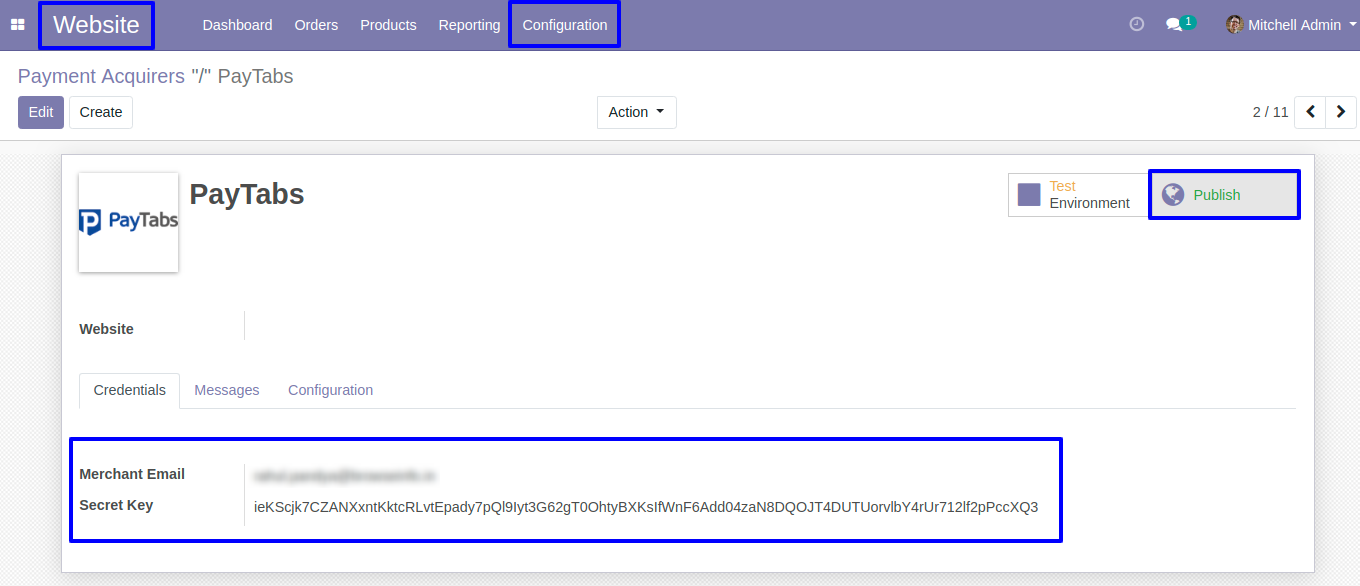 Website Dashboard Orders Products Reporting Configuration 1 Mitchell Admin
Payment Acquirers "/" PayTabs
Edit Create Action 2 / 11
PayTabs
PayTabs
Test
Environment
Publish
Website
Credentials Messages Configuration
Merchant Email
Secret Key ieKScjk7CZANXxntKktcRLvtEpady7pQl9Iyt3G62gT0OhtyBXKsIfWnF6Add04zaN8DQOJT4DUTUorvlbY4rUr712lf2pPccXQ3